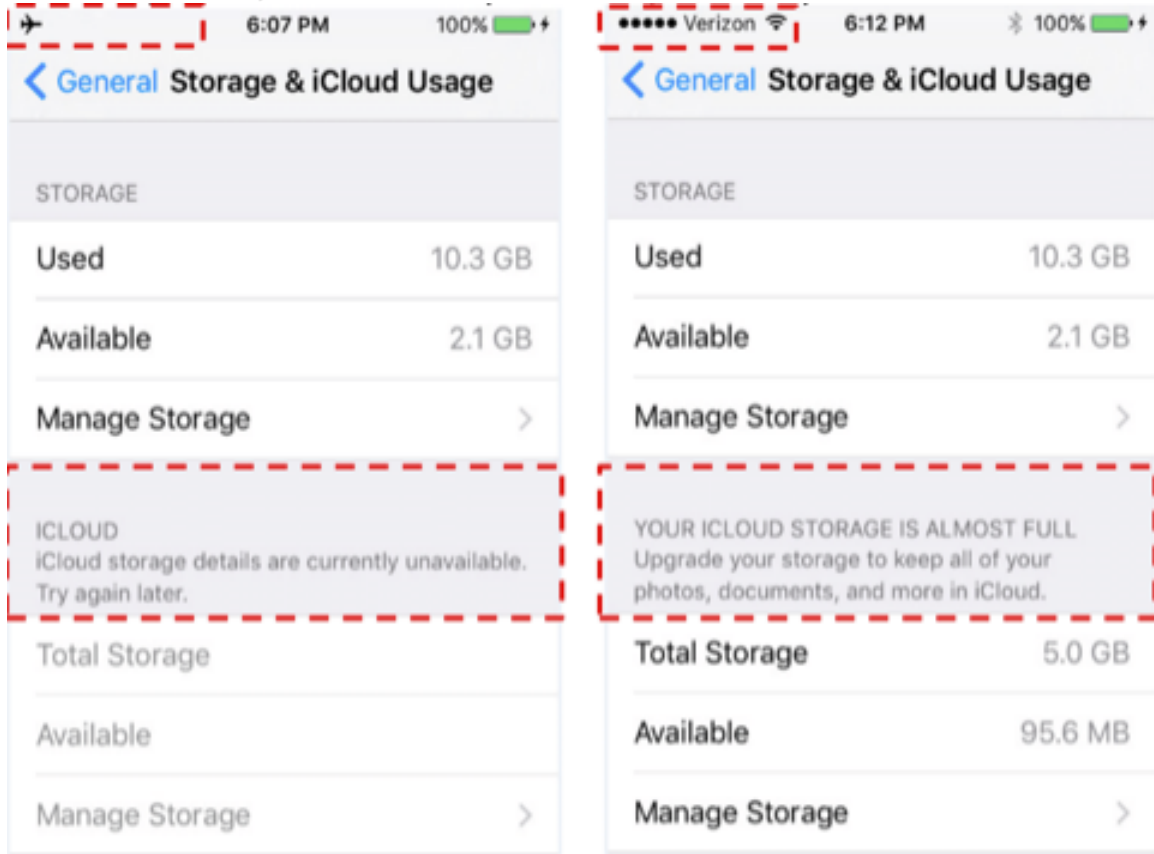 6:07 PM 100%
General Storage & iCloud Usage
STORAGE
Used 10.3 GB
Available 2.1 GB
Manage Storage
ICLOUD
iCloud storage details are currently unavailable.
Try again later.
Total Storage
Available
Manage Storage
Verizon 6:12 PM 100%
General Storage & iCloud Usage
STORAGE
Used 10.3 GB
Available 2.1 GB
Manage Storage
YOUR ICLOUD STORAGE IS ALMOST FULL
Upgrade your storage to keep all of your
photos, documents, and more in iCloud.
Total Storage 5.0 GB
Available 95.6 MB
Manage Storage